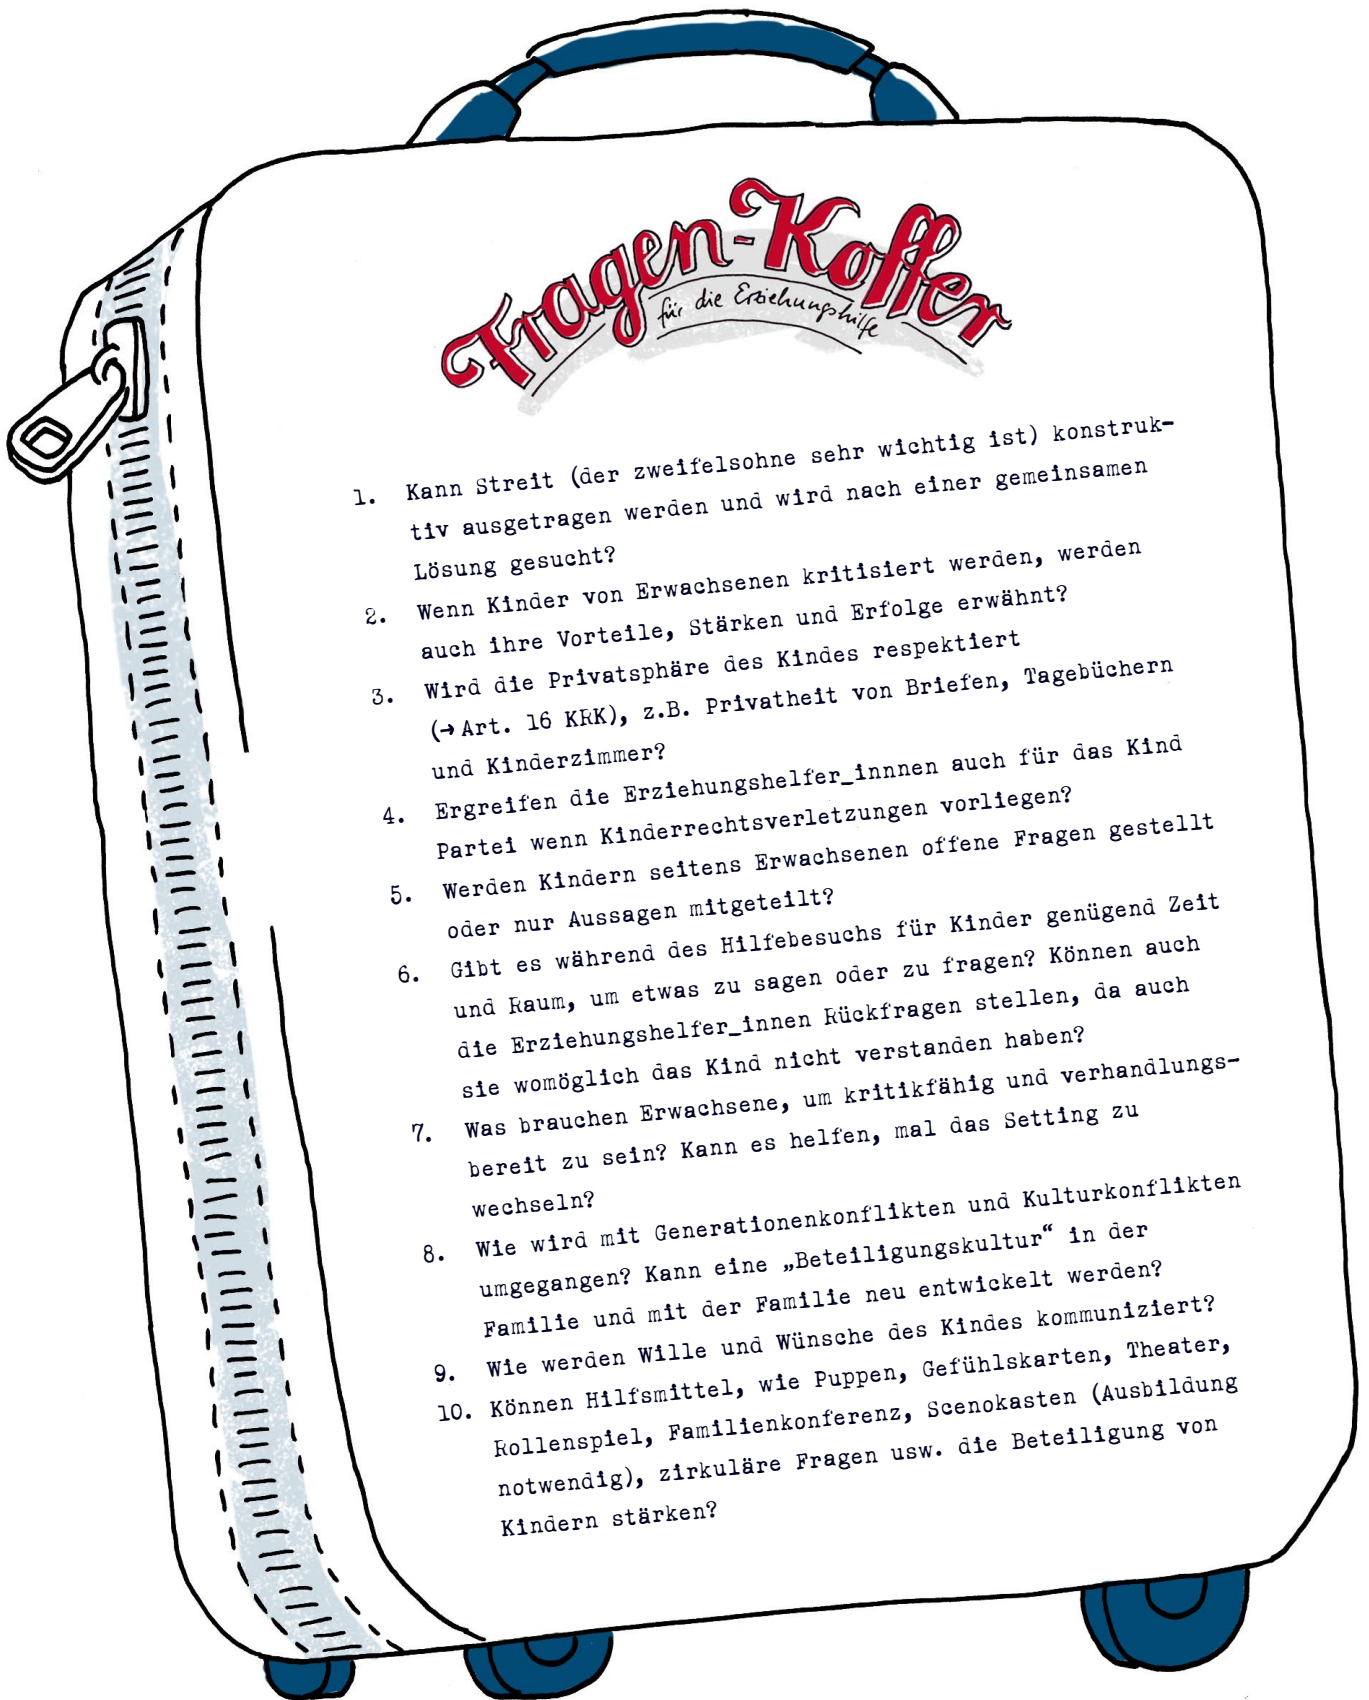 Fragen-Koffer
für die Erziehungshilfe
1. Kann Streit (der zweifelsohne sehr wichtig ist) konstruk-
tiv ausgetragen werden und wird nach einer gemeinsamen
Lösung gesucht?
2. Wenn Kinder von Erwachsenen kritisiert werden, werden
auch ihre Vorteile, Stärken und Erfolge erwähnt?
3. Wird die Privatsphäre des Kindes respektiert
(→ Art. 16 KRK), z.B. Privatheit von Briefen, Tagebüchern
und Kinderzimmer?
4. Ergreifen die Erziehungshelfer_innnen auch für das Kind
Partei wenn Kinderrechtsverletzungen vorliegen?
5. Werden Kindern seitens Erwachsenen offene Fragen gestellt
oder nur Aussagen mitgeteilt?
6. Gibt es während des Hilfebesuchs für Kinder genügend Zeit
und Raum, um etwas zu sagen oder zu fragen? Können auch
die Erziehungshelfer_innen Rückfragen stellen, da auch
sie womöglich das Kind nicht verstanden haben?
7. Was brauchen Erwachsene, um kritikfähig und verhandlungs-
bereit zu sein? Kann es helfen, mal das Setting zu
wechseln?
8. Wie wird mit Generationenkonflikten und Kulturkonflikten
umgegangen? Kann eine „Beteiligungskultur“ in der
Familie und mit der Familie neu entwickelt werden?
9. Wie werden Wille und Wünsche des Kindes kommuniziert?
10. Können Hilfsmittel, wie Puppen, Gefühlskarten, Theater,
Rollenspiel, Familienkonferenz, Scenokasten (Ausbildung
notwendig), zirkuläre Fragen usw. die Beteiligung von
Kindern stärken?